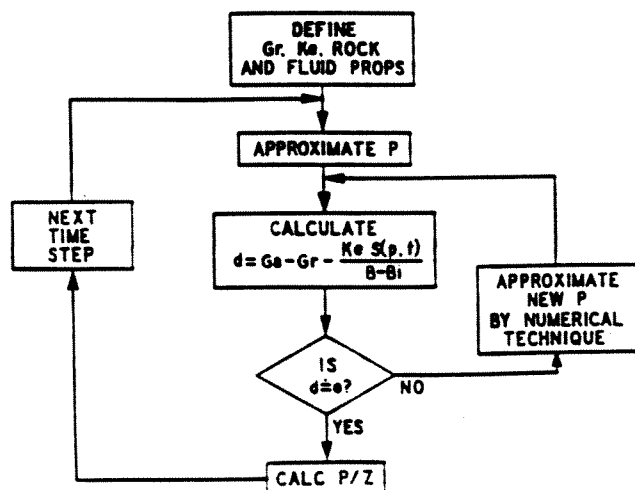 DEFINE
Gr, Ke, ROCK
AND FLUID PROPS
APPROXIMATE P
NEXT
TIME
STEP
CALCULATE
d = Ga - Gr - Ke S(p,t) / B-Bi
APPROXIMATE
NEW P
BY NUMERICAL
TECHNIQUE
IS
d≐e?
NO
YES
CALC P/Z